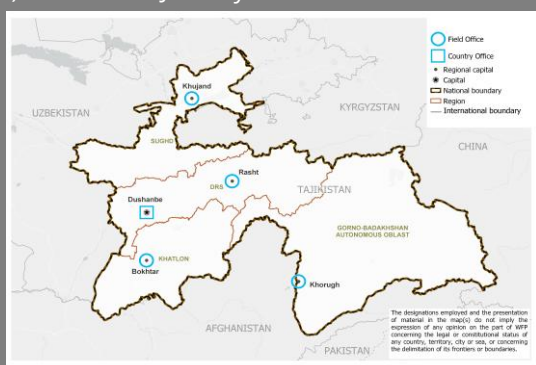 Field Office
Country Office
Regional capital
Capital
National boundary
Region
International boundary
Khujand
UZBEKISTAN
KYRGYZSTAN
SUGHD
CHINA
Rasht
DRS
TAJIKISTAN
Dushanbe
GORNO-BADAKHSHAN
AUTONOMOUS OBLAST
KHATLON
Bokhtar
Khorugh
AFGHANISTAN
PAKISTAN
The designations employed and the presentation
of material in the map(s) do not imply the
expression of any opinion on the part of WFP
concerning the legal or constitutional status of
any country, territory, city or sea, or concerning
the delimitation of its frontiers or boundaries.